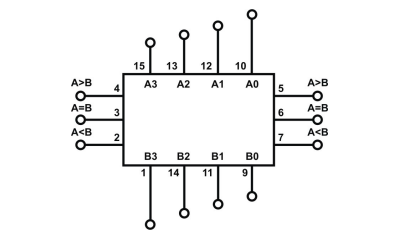 15 13 12 10
A>B 4 A3 A2 A1 A0 5 A>B
A=B 3 6 A=B
A<B 2 7 A<B
B3 B2 B1 B0
1 14 11 9